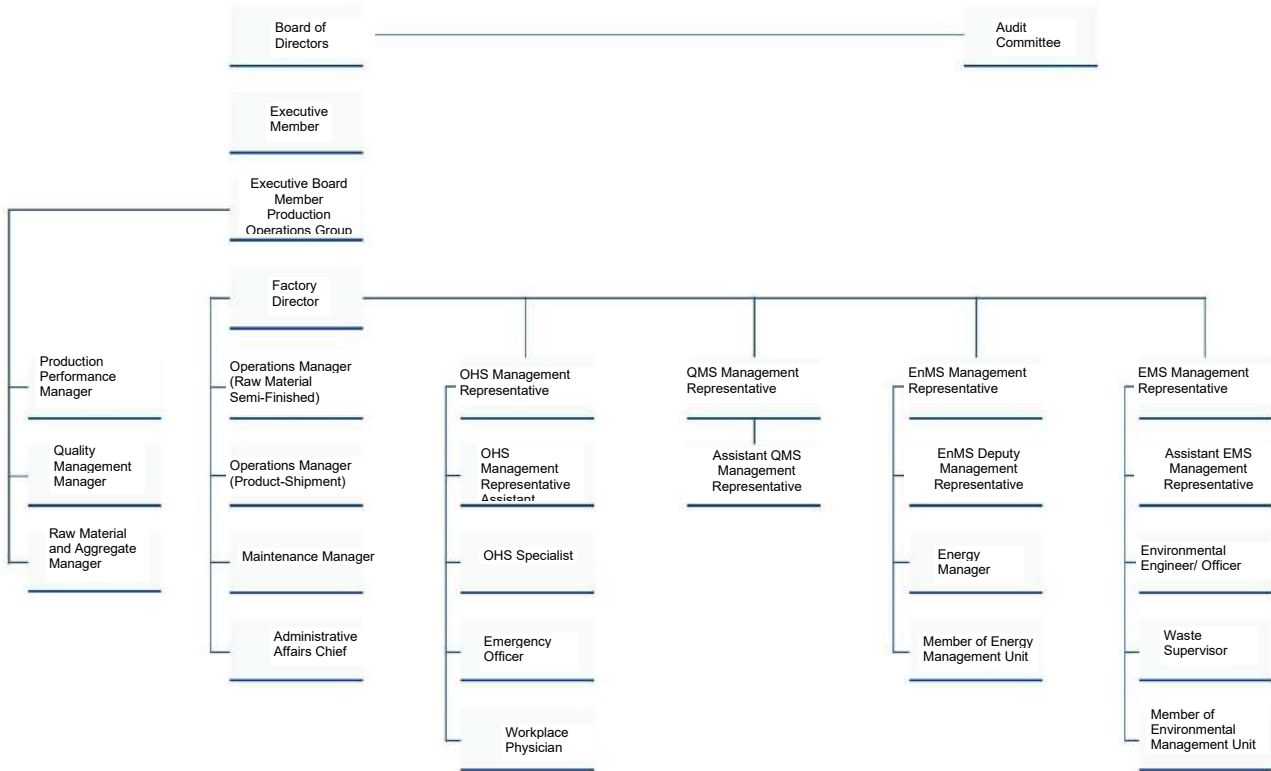 Board of
Directors
Audit
Committee
Executive
Member
Executive Board
Member
Production
Operations Group
Factory
Director
Production
Performance
Manager
Quality
Management
Manager
Raw Material
and Aggregate
Manager
Operations Manager
(Raw Material
Semi-Finished)
Operations Manager
(Product-Shipment)
Maintenance Manager
Administrative
Affairs Chief
OHS Management
Representative
OHS
Management
Representative
Assistant
OHS Specialist
Emergency
Officer
Workplace
Physician
QMS Management
Representative
Assistant QMS
Management
Representative
EnMS Management
Representative
EnMS Deputy
Management
Representative
Energy
Manager
Member of Energy
Management Unit
EMS Management
Representative
Assistant EMS
Management
Representative
Environmental
Engineer/ Officer
Waste
Supervisor
Member of
Environmental
Management Unit